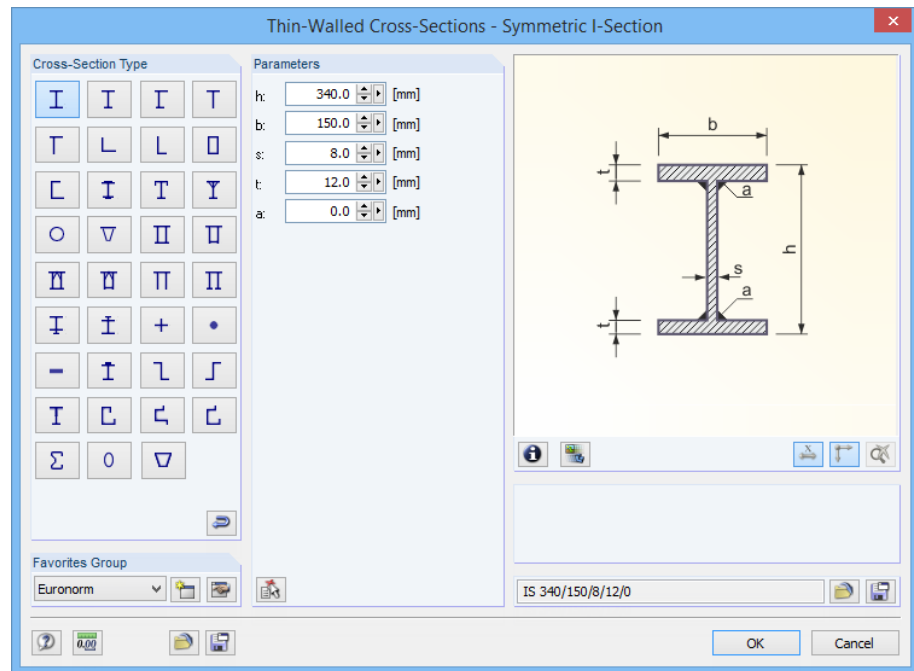 Thin-Walled Cross-Sections - Symmetric I-Section
Cross-Section Type
Parameters
h: 340.0 [mm]
b: 150.0 [mm]
s: 8.0 [mm]
t: 12.0 [mm]
a: 0.0 [mm]
b
t
a
h
s
a
t
X
Favorites Group
Euronorm
IS 340/150/8/12/0
0.00
OK
Cancel